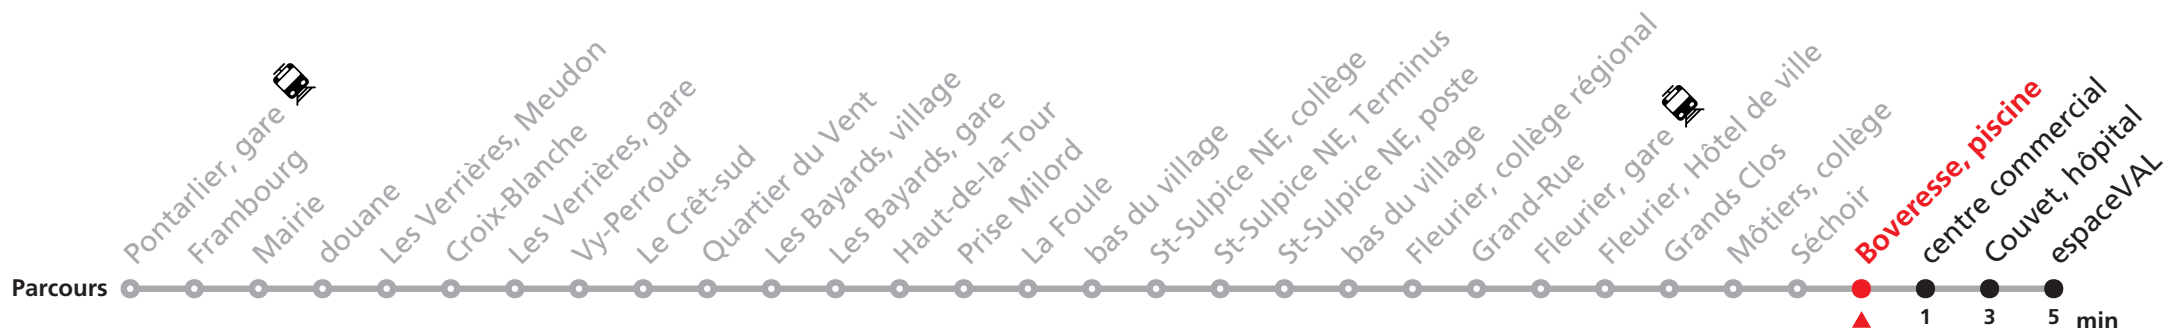 Pontarlier, gare
Frambourg
Mairie
douane
Les Verrières, Meudon
Croix-Blanche
Les Verrières, gare
Vy-Perroud
Le Crêt-sud
Quartier du Vent
Les Bayards, village
Les Bayards, gare
Haut-de-la-Tour
Prise Milord
La Foule
bas du village
St-Sulpice NE, collège
St-Sulpice NE, Terminus
St-Sulpice NE, poste
bas du village
Fleurier, collège régional
Grand-Rue
Fleurier, gare
Fleurier, Hôtel de ville
Grands Clos
Môtiers, collège
Séchoir
Boveresse, piscine
centre commercial
Couvet, hôpital
espaceVAL
Parcours
1 3 5 min